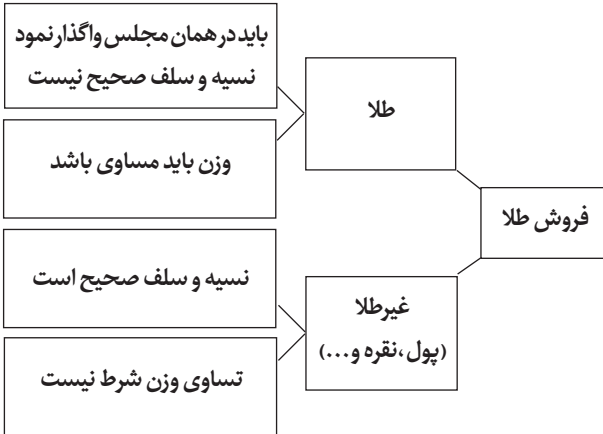 فروش طلا
طلا
باید در همان مجلس واگذار نمود
نسیه و سلف صحیح نیست
وزن باید مساوی باشد
غیرطلا
(پول، نقره و...)
نسیه و سلف صحیح است
تساوی وزن شرط نیست